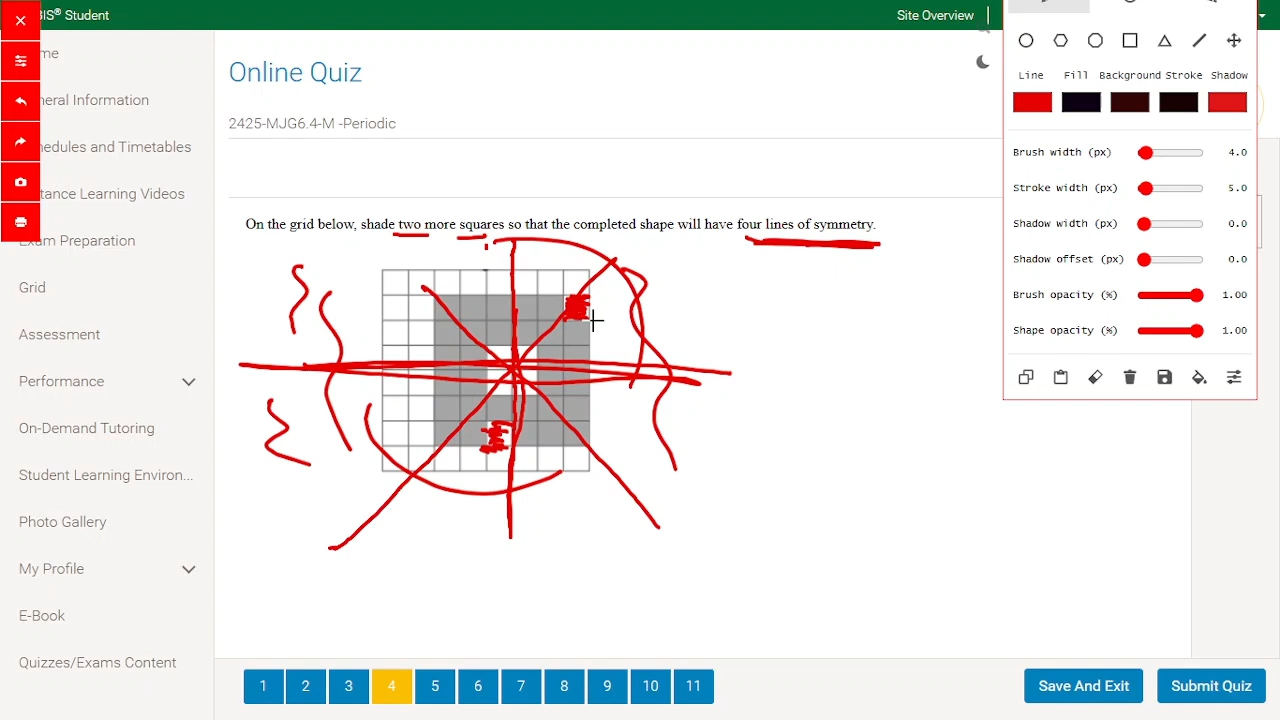 BIS® Student
Site Overview
me
neral Information
hedules and Timetables
tance Learning Videos
Exam Preparation
Grid
Assessment
Performance
On-Demand Tutoring
Student Learning Environ...
Photo Gallery
My Profile
E-Book
Quizzes/Exams Content
Online Quiz
2425-MJG6.4-M -Periodic
On the grid below, shade two more squares so that the completed shape will have four lines of symmetry.
1 2 3 4 5 6 7 8 9 10 11
Save And Exit
Submit Quiz
Line Fill Background Stroke Shadow
Brush width (px) 4.0
Stroke width (px) 5.0
Shadow width (px) 0.0
Shadow offset (px) 0.0
Brush opacity (%) 1.00
Shape opacity (%) 1.00